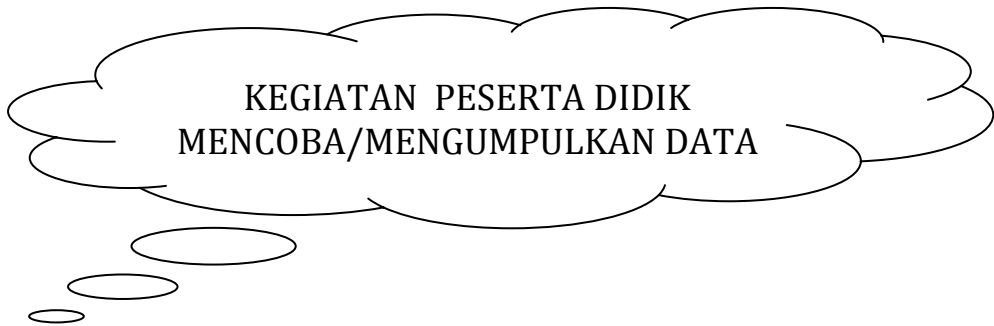 KEGIATAN PESERTA DIDIK
MENCOBA/MENGUMPULKAN DATA